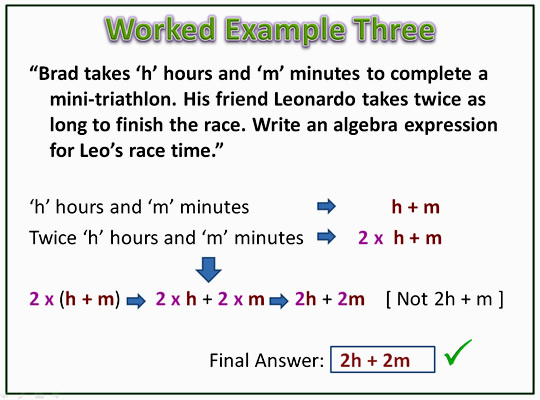 Worked Example Three
“Brad takes ‘h’ hours and ‘m’ minutes to complete a
mini-triathlon. His friend Leonardo takes twice as
long to finish the race. Write an algebra expression
for Leo’s race time.”
‘h’ hours and ‘m’ minutes h + m
Twice ‘h’ hours and ‘m’ minutes 2 x h + m
2 x (h + m) 2 x h + 2 x m 2h + 2m [ Not 2h + m ]
Final Answer: 2h + 2m